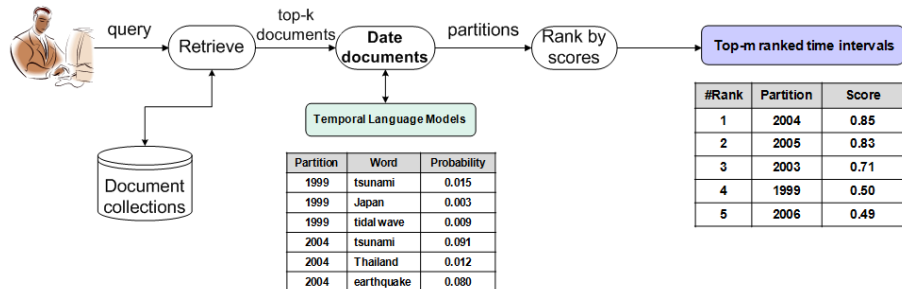 query
Retrieve
top-k
documents
Date
documents
partitions
Rank by
scores
Top-m ranked time intervals
Temporal Language Models
Document
collections
Partition Word Probability
1999 tsunami 0.015
1999 Japan 0.003
1999 tidal wave 0.009
2004 tsunami 0.091
2004 Thailand 0.012
2004 earthquake 0.080
#Rank Partition Score
1 2004 0.85
2 2005 0.83
3 2003 0.71
4 1999 0.50
5 2006 0.49